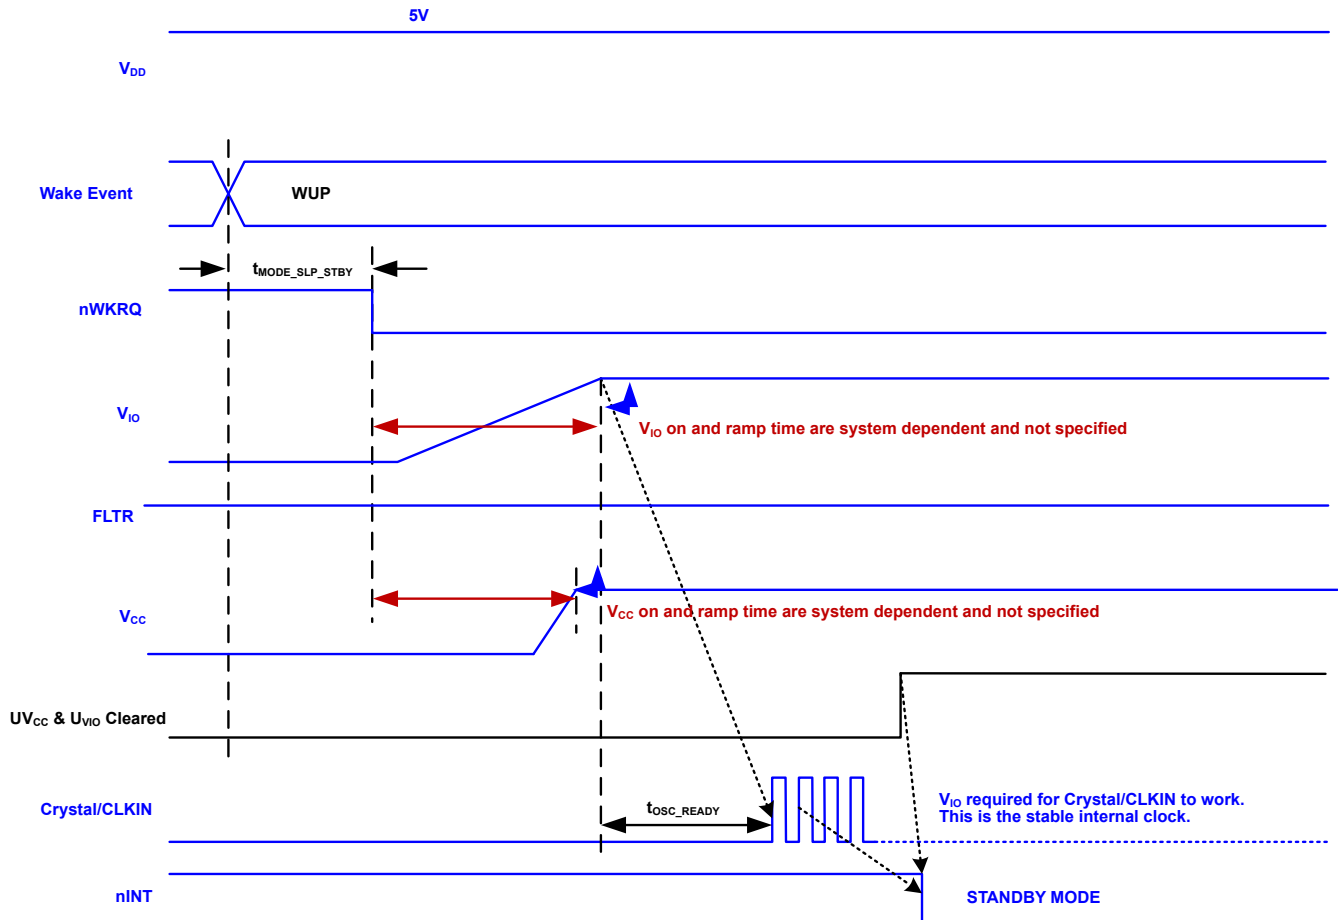 5V
VDD
Wake Event
WUP
tMODE_SLP_STBY
nWKRQ
VIO
VIO on and ramp time are system dependent and not specified
FLTR
VCC
VCC on and ramp time are system dependent and not specified
UVCC & UVIO Cleared
Crystal/CLKIN
tOSC_READY
VIO required for Crystal/CLKIN to work.
This is the stable internal clock.
nINT
STANDBY MODE